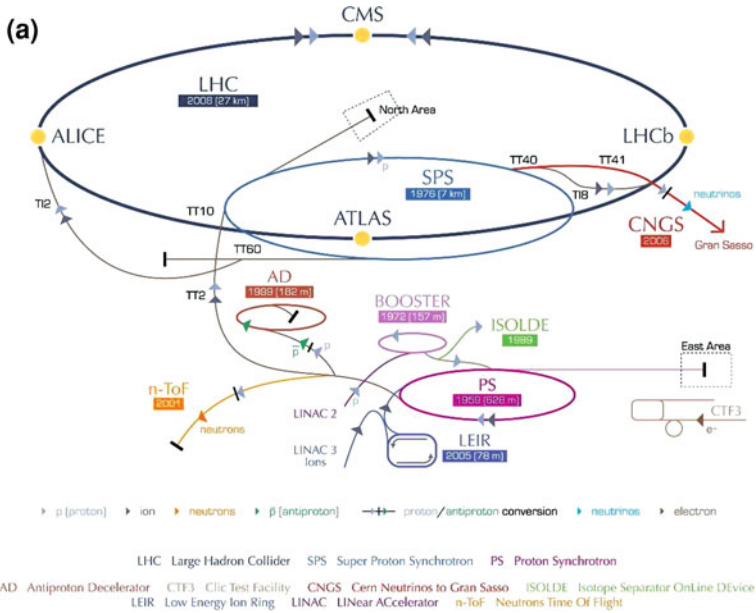 (a)
CMS
LHC
2008 (27 km)
North Area
ALICE
LHCb
TT40
TT41
p
SPS
1976 (7 km)
TI2
TI8
neutrinos
TT10
ATLAS
CNGS
2006
Gran Sasso
TT60
AD
1999 (182 m)
TT2
BOOSTER
1972 (157 m)
ISOLDE
1989
East Area
p̅
p
PS
1959 (628 m)
n-ToF
2001
LINAC 2
p
neutrons
CTF3
e-
LINAC 3
Ions
LEIR
2005 (78 m)
p (proton) ion neutrons p̅ (antiproton) proton/antiproton conversion neutrinos electron
LHC Large Hadron Collider SPS Super Proton Synchrotron PS Proton Synchrotron
AD Antiproton Decelerator CTF3 Clic Test Facility CNGS Cern Neutrinos to Gran Sasso ISOLDE Isotope Separator OnLine DEvice
LEIR Low Energy Ion Ring LINAC LINear ACcelerator n-ToF Neutrons Time Of Flight